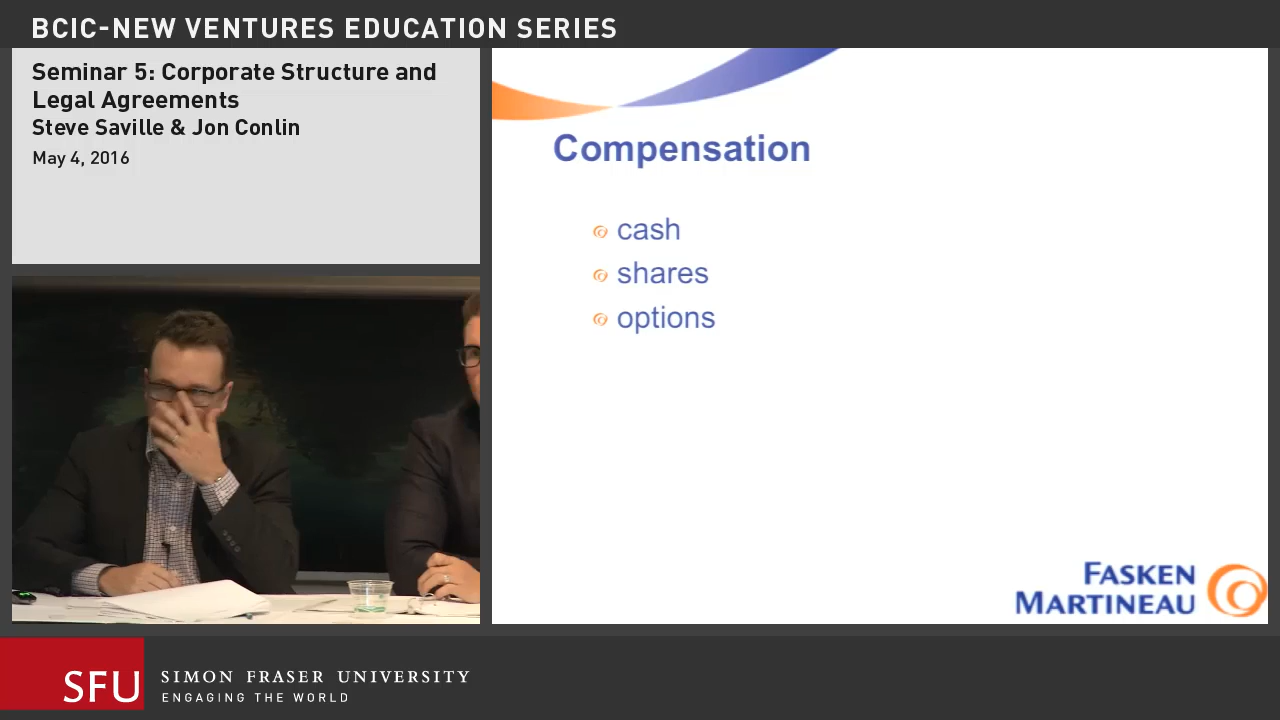 BCIC-NEW VENTURES EDUCATION SERIES
Seminar 5: Corporate Structure and
Legal Agreements
Steve Saville & Jon Conlin
May 4, 2016
Compensation
cash
shares
options
FASKEN
MARTINEAU
SFU
SIMON FRASER UNIVERSITY
ENGAGING THE WORLD